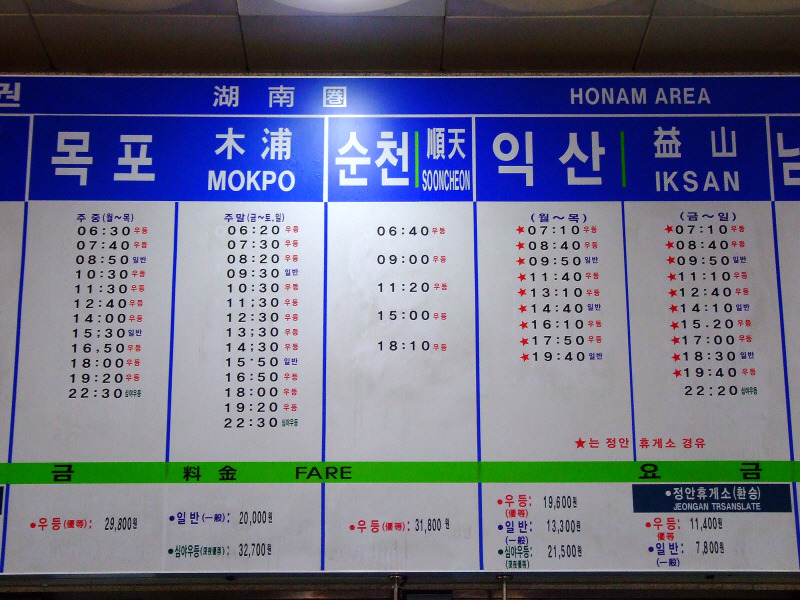 권 湖南圈 HONAM AREA
목포 木浦 MOKPO
순천 順天 SOONCHEON
익산 益山 IKSAN
주중(월~목)
06:30 우등
07:40 우등
08:50 일반
10:30 우등
11:30 우등
12:40 우등
14:00 우등
15:30 일반
16:50 우등
18:00 우등
19:20 우등
22:30 심야우등
주말(금~토,일)
06:20 우등
07:30 우등
08:20 우등
09:30 일반
10:30 우등
11:30 우등
12:30 우등
13:30 우등
14:30 우등
15:50 일반
16:50 우등
18:00 우등
19:20 우등
22:30 심야우등
06:40 우등
09:00 우등
11:20 우등
15:00 우등
18:10 우등
(월~목)
★07:10 우등
★08:40 우등
★09:50 일반
★11:40 우등
★13:10 우등
★14:40 일반
★16:10 우등
★17:50 우등
★19:40 일반
(금~일)
★07:10 우등
★08:40 우등
★09:50 일반
★11:10 우등
★12:40 우등
★14:10 일반
★15:20 우등
★17:00 우등
★18:30 일반
★19:40 우등
22:20 심야우등
★는 정안 휴게소 경유
금 料金 FARE 요금
●우등(優等): 29,800원
●일반(一般): 20,000원
●심야우등(深夜優等): 32,700원
●우등(優等): 31,800원
●우등: 19,600원
(優等)
●일반: 13,300원
(一般)
●심야우등: 21,500원
(深夜優等)
●정안휴게소(환승)
JEONGAN TRSANSLATE
●우등: 11,400원
(優等)
●일반: 7,800원
(一般)